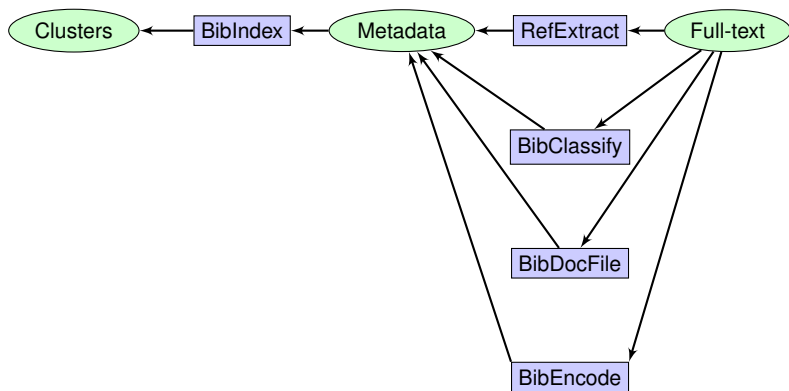 Clusters
BibIndex
Metadata
RefExtract
Full-text
BibClassify
BibDocFile
BibEncode